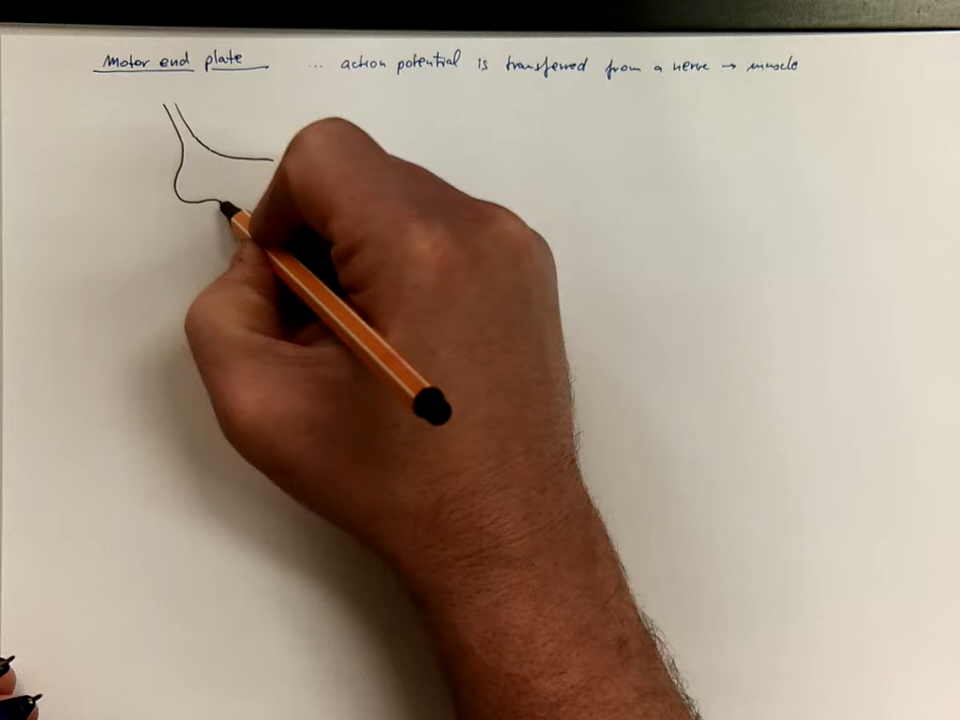 Motor end plate ... action potential is transferred from a nerve → muscle